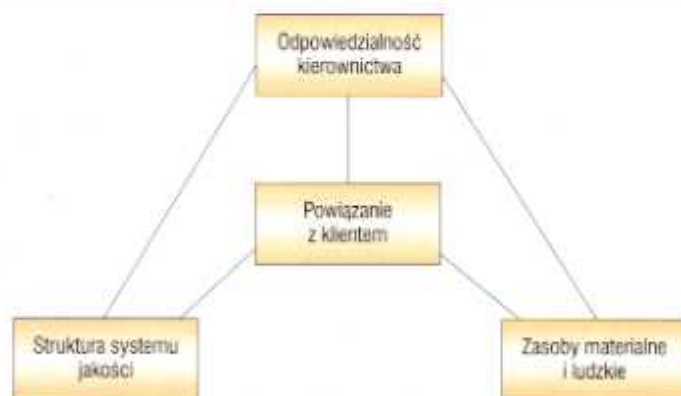 Odpowiedzialność
kierownictwa
Powiązanie
z klientem
Struktura systemu
jakości
Zasoby materialne
i ludzkie